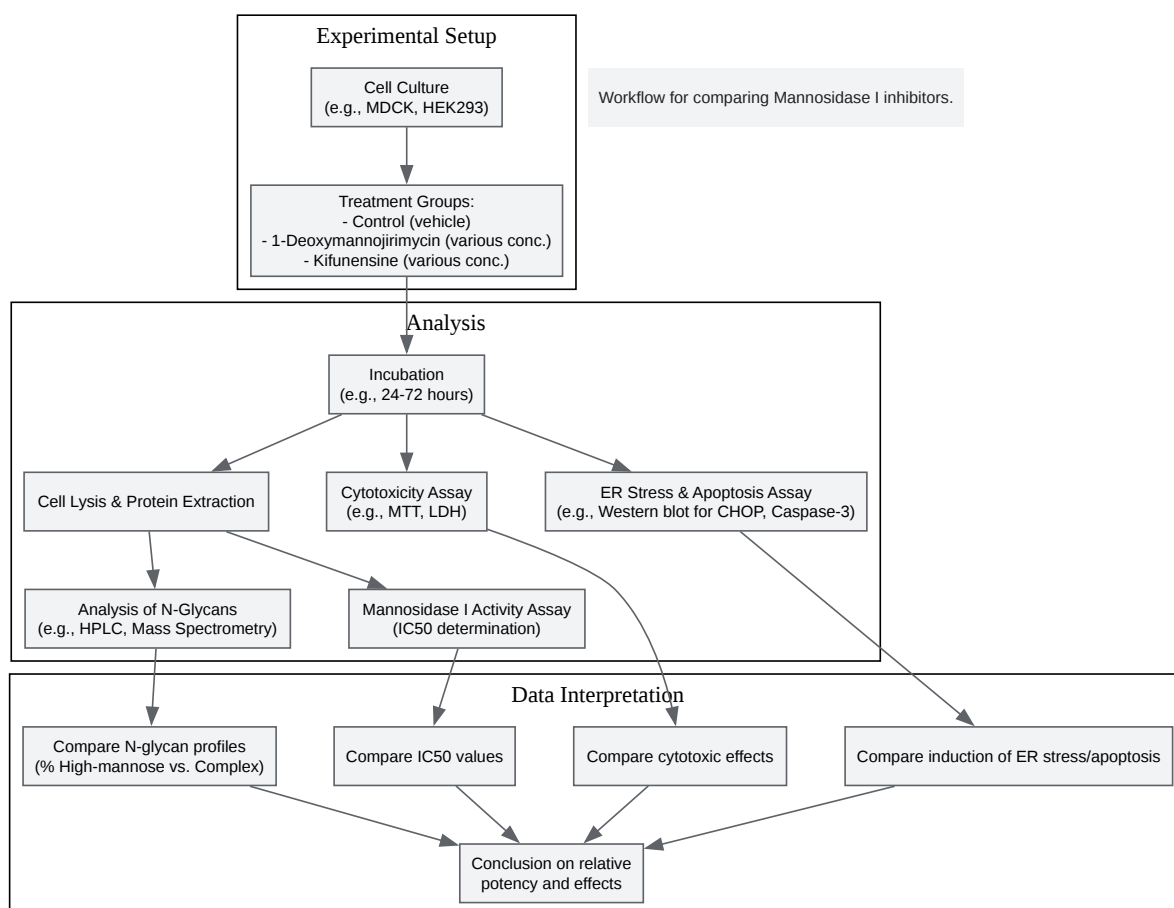 Experimental Setup
Cell Culture
(e.g., MDCK, HEK293)
Workflow for comparing Mannosidase I inhibitors.
Treatment Groups:
- Control (vehicle)
- 1-Deoxymannojirimycin (various conc.)
- Kifunensine (various conc.)
Analysis
Incubation
(e.g., 24-72 hours)
Cell Lysis & Protein Extraction
Cytotoxicity Assay
(e.g., MTT, LDH)
ER Stress & Apoptosis Assay
(e.g., Western blot for CHOP, Caspase-3)
Analysis of N-Glycans
(e.g., HPLC, Mass Spectrometry)
Mannosidase I Activity Assay
(IC50 determination)
Data Interpretation
Compare N-glycan profiles
(% High-mannose vs. Complex)
Compare IC50 values
Compare cytotoxic effects
Compare induction of ER stress/apoptosis
Conclusion on relative
potency and effects